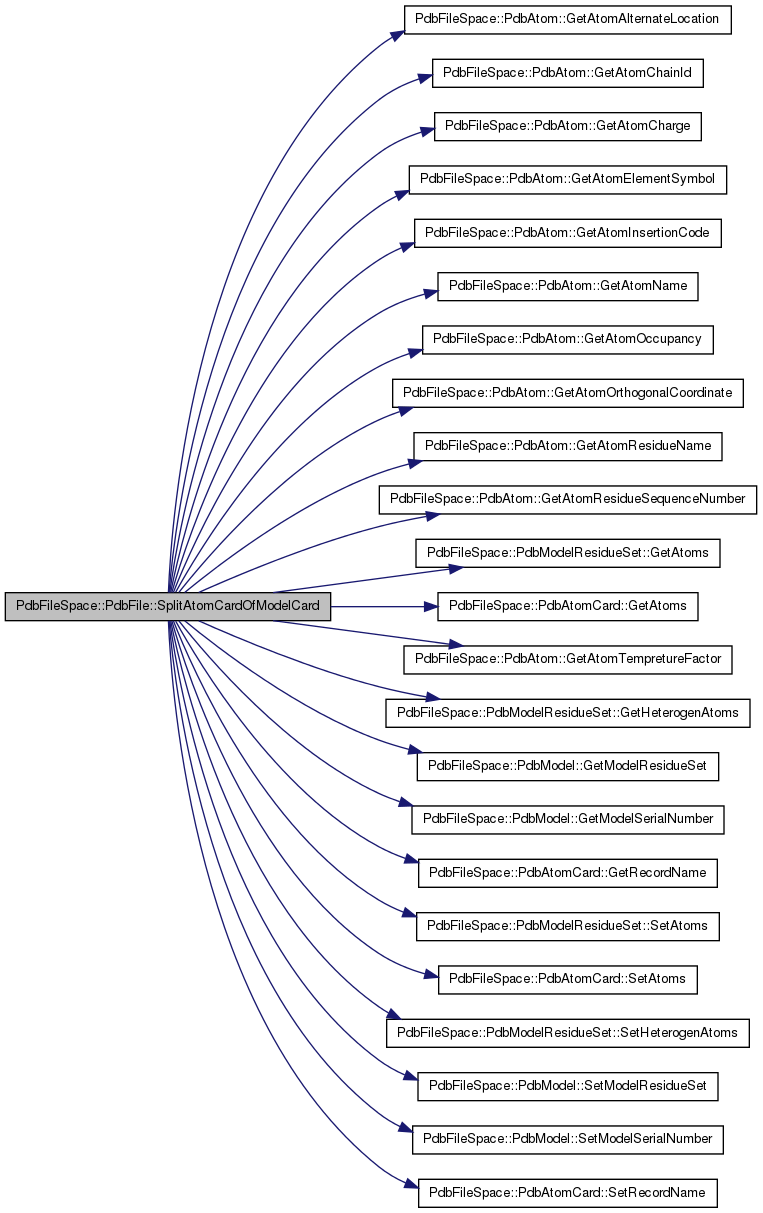 PdbFileSpace::PdbAtom::GetAtomAlternateLocation
PdbFileSpace::PdbAtom::GetAtomChainId
PdbFileSpace::PdbAtom::GetAtomCharge
PdbFileSpace::PdbAtom::GetAtomElementSymbol
PdbFileSpace::PdbAtom::GetAtomInsertionCode
PdbFileSpace::PdbAtom::GetAtomName
PdbFileSpace::PdbAtom::GetAtomOccupancy
PdbFileSpace::PdbAtom::GetAtomOrthogonalCoordinate
PdbFileSpace::PdbAtom::GetAtomResidueName
PdbFileSpace::PdbAtom::GetAtomResidueSequenceNumber
PdbFileSpace::PdbModelResidueSet::GetAtoms
PdbFileSpace::PdbFile::SplitAtomCardOfModelCard
PdbFileSpace::PdbAtomCard::GetAtoms
PdbFileSpace::PdbAtom::GetAtomTempretureFactor
PdbFileSpace::PdbModelResidueSet::GetHeterogenAtoms
PdbFileSpace::PdbModel::GetModelResidueSet
PdbFileSpace::PdbModel::GetModelSerialNumber
PdbFileSpace::PdbAtomCard::GetRecordName
PdbFileSpace::PdbModelResidueSet::SetAtoms
PdbFileSpace::PdbAtomCard::SetAtoms
PdbFileSpace::PdbModelResidueSet::SetHeterogenAtoms
PdbFileSpace::PdbModel::SetModelResidueSet
PdbFileSpace::PdbModel::SetModelSerialNumber
PdbFileSpace::PdbAtomCard::SetRecordName